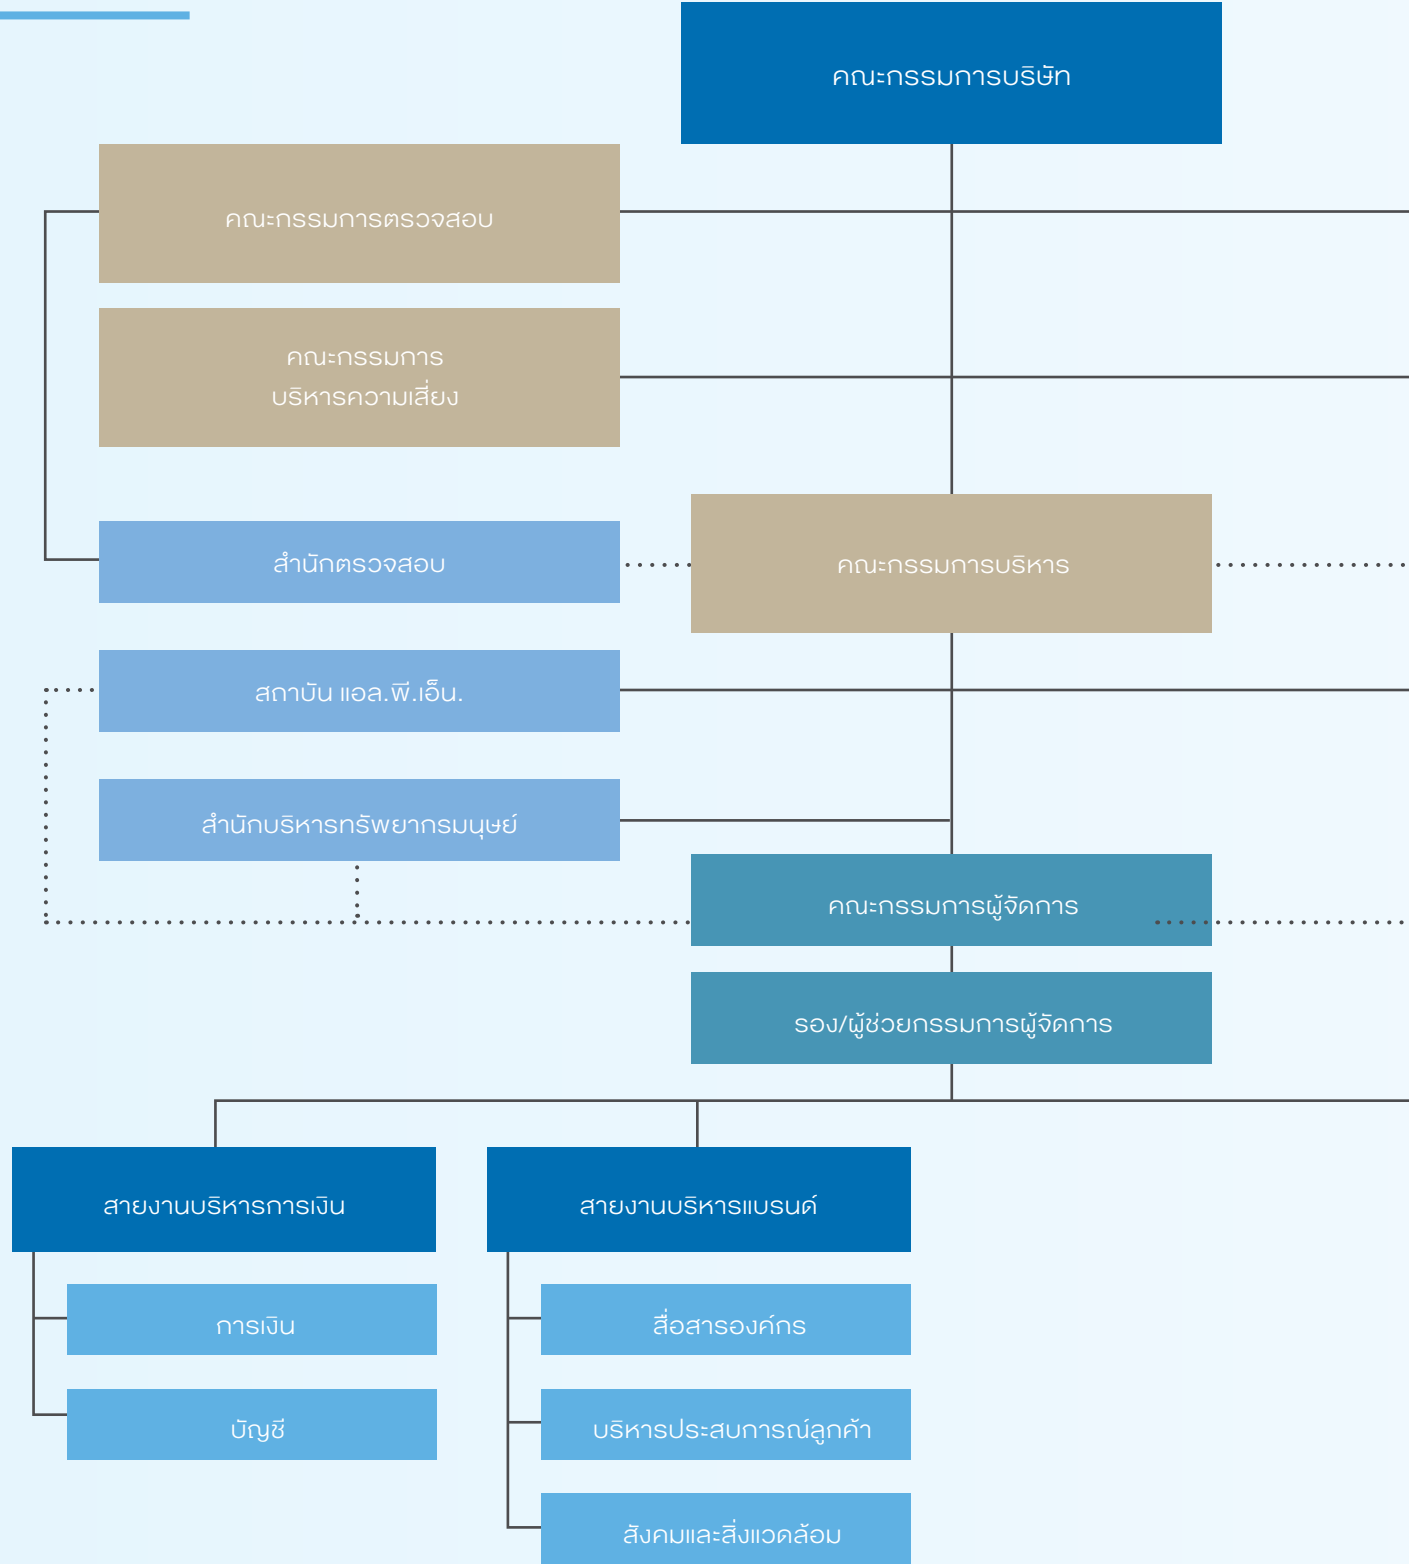 คณะกรรมการบริษัท
คณะกรรมการตรวจสอบ
คณะกรรมการ
บริหารความเสี่ยง
สำนักตรวจสอบ
คณะกรรมการบริหาร
สถาบัน แอล.พี.เอ็น.
สำนักบริหารทรัพยากรมนุษย์
คณะกรรมการผู้จัดการ
รอง/ผู้ช่วยกรรมการผู้จัดการ
สายงานบริหารการเงิน
สายงานบริหารแบรนด์
การเงิน
สื่อสารองค์กร
บัญชี
บริหารประสบการณ์ลูกค้า
สังคมและสิ่งแวดล้อม